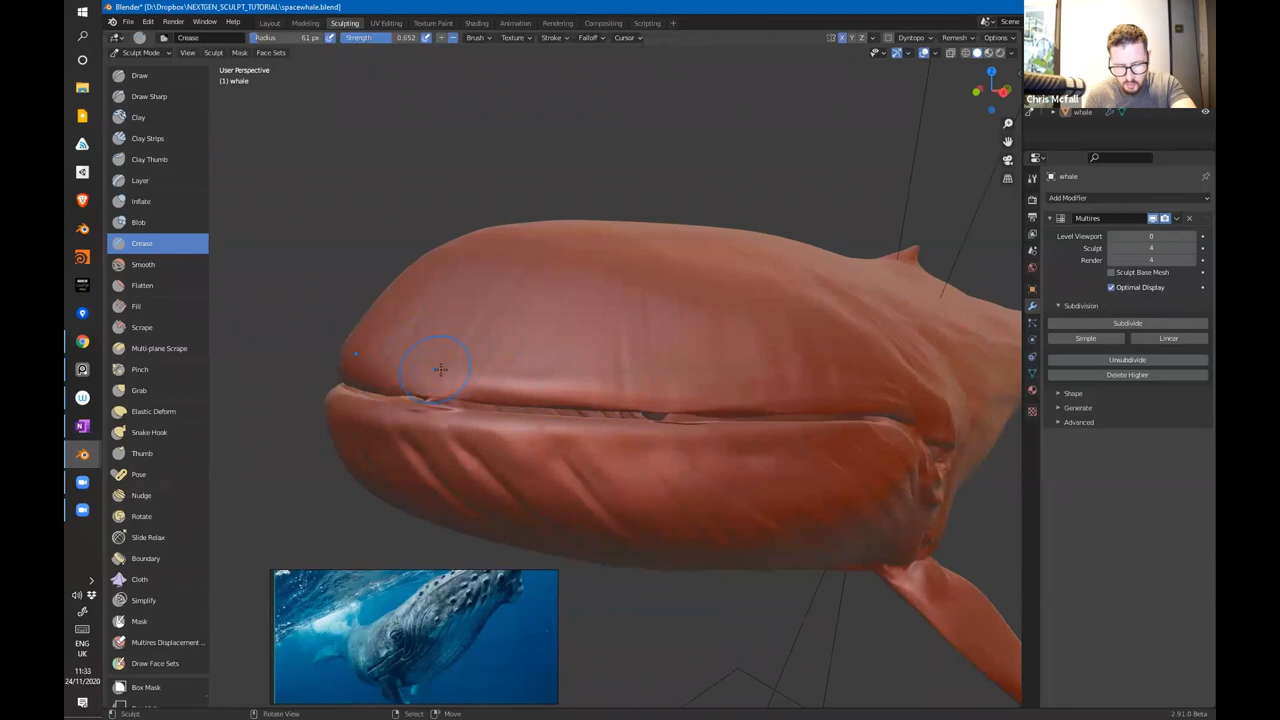 Blender* [D:\Dropbox\NEXTGEN_SCULPT_TUTORIAL\spacewhale.blend]
File Edit Render Window Help Layout Modeling Sculpting UV Editing Texture Paint Shading Animation Rendering Compositing Scripting + Scene
Crease Radius 61 px Strength 0.652 Brush Texture Stroke Falloff Cursor X Y Z Dyntopo Remesh Options
Sculpt Mode View Sculpt Mask Face Sets
User Perspective
(1) whale
Chris Mcfall
whale
Draw
Draw Sharp
Clay
Clay Strips
Clay Thumb
Layer
Inflate
Blob
Crease
Smooth
Flatten
Fill
Scrape
Multi-plane Scrape
Pinch
Grab
Elastic Deform
Snake Hook
Thumb
Pose
Nudge
Rotate
Slide Relax
Boundary
Cloth
Simplify
Mask
Multires Displacement ...
Draw Face Sets
Box Mask
Z
whale
Add Modifier
Multires
Level Viewport 0
Sculpt 4
Render 4
Sculpt Base Mesh
Optimal Display
Subdivision
Subdivide
Simple Linear
Unsubdivide
Delete Higher
Shape
Generate
Advanced
ENG
UK
11:33
24/11/2020
Sculpt Rotate View Select Move 2.91.0 Beta